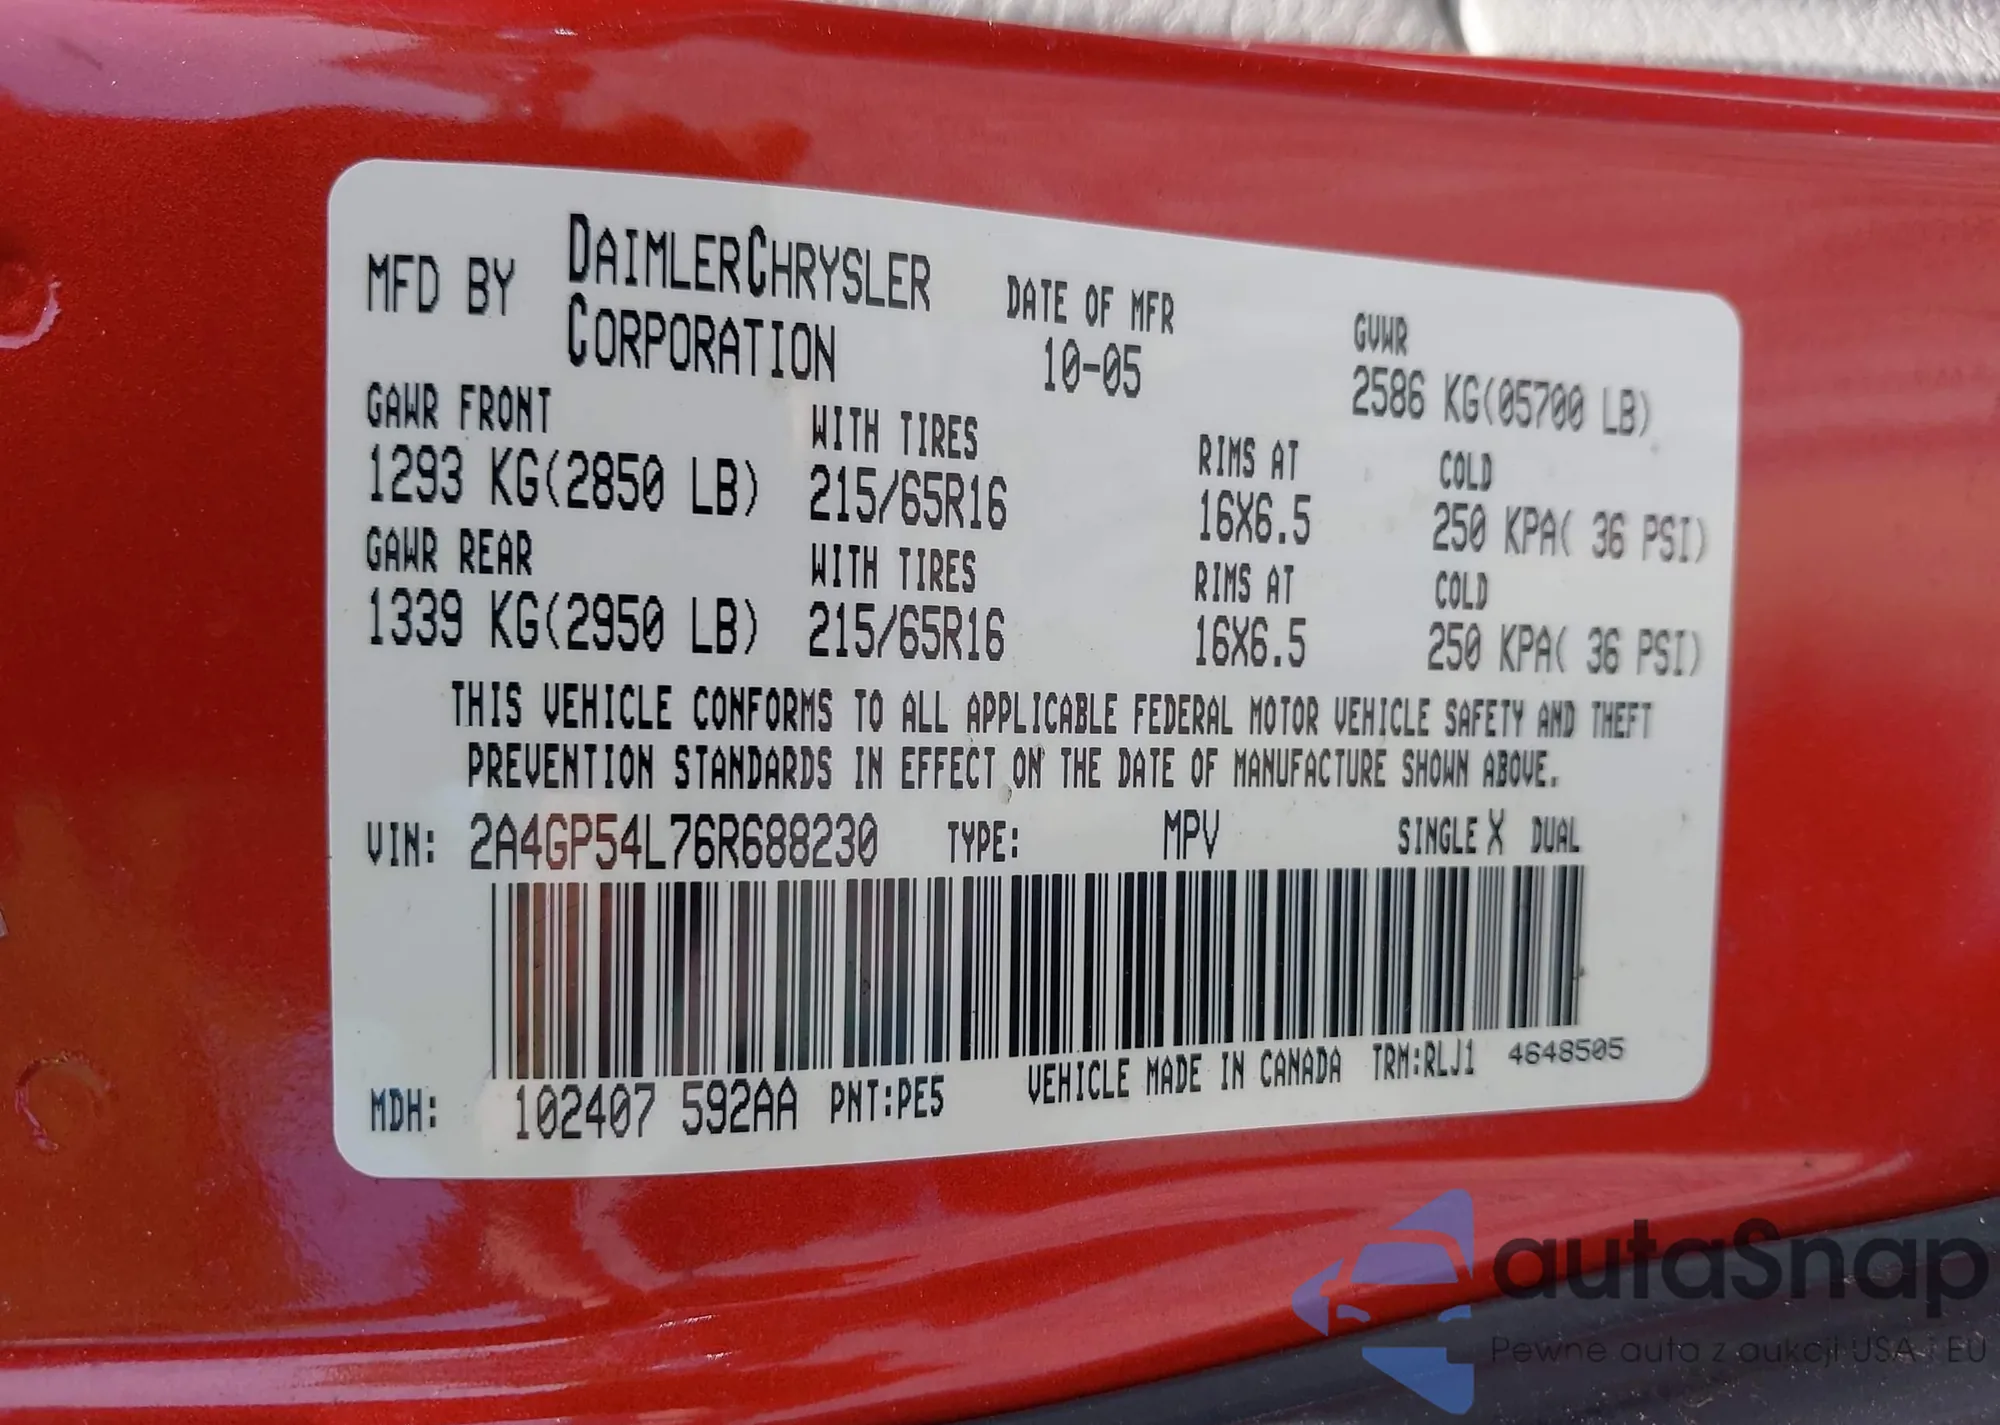 MFD BY DAIMLERCHRYSLER CORPORATION
DATE OF MFR 10-05
GVWR 2586 KG(05700 LB)
GAWR FRONT WITH TIRES RIMS AT COLD
1293 KG(2850 LB) 215/65R16 16X6.5 250 KPA( 36 PSI)
GAWR REAR WITH TIRES RIMS AT COLD
1339 KG(2950 LB) 215/65R16 16X6.5 250 KPA( 36 PSI)
THIS VEHICLE CONFORMS TO ALL APPLICABLE FEDERAL MOTOR VEHICLE SAFETY AND THEFT
PREVENTION STANDARDS IN EFFECT ON THE DATE OF MANUFACTURE SHOWN ABOVE.
VIN: 2A4GP54L76R688230 TYPE: MPV SINGLE X DUAL
MDH: 102407 592AA PNT:PE5 VEHICLE MADE IN CANADA TRM:RLJ1 4648505
autaSnap
Pewne auta z aukcji USA i EU